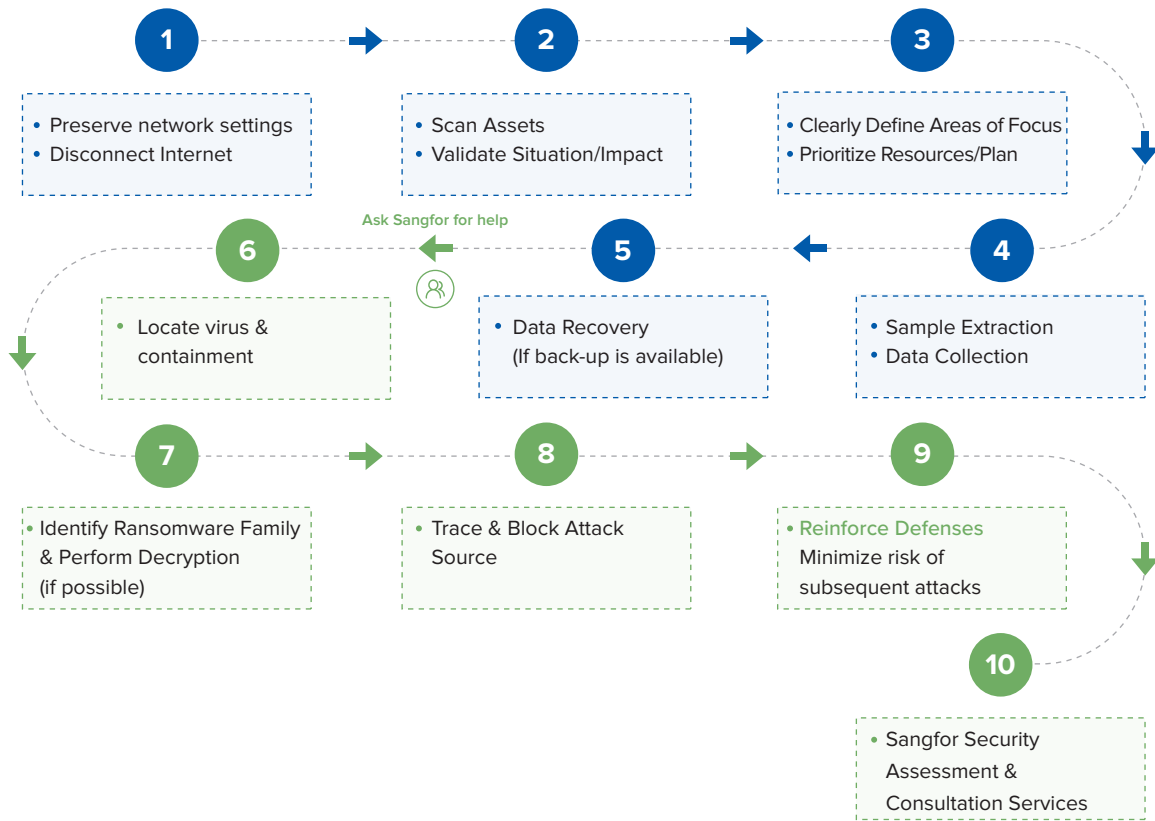 1
2
3
• Preserve network settings
• Disconnect Internet
• Scan Assets
• Validate Situation/Impact
• Clearly Define Areas of Focus
• Prioritize Resources/Plan
4
• Sample Extraction
• Data Collection
5
• Data Recovery
(If back-up is available)
Ask Sangfor for help
6
• Locate virus &
containment
7
• Identify Ransomware Family
& Perform Decryption
(if possible)
8
• Trace & Block Attack
Source
9
• Reinforce Defenses
Minimize risk of
subsequent attacks
10
• Sangfor Security
Assessment &
Consultation Services